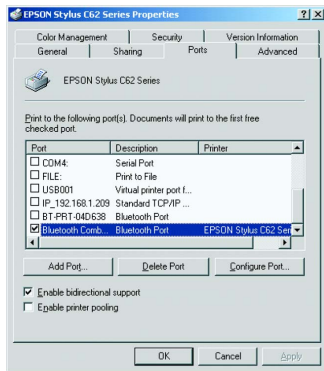 EPSON Stylus C62 Series Properties
Color Management Security Version Information
General Sharing Ports Advanced
EPSON Stylus C62 Series
Print to the following port(s). Documents will print to the first free
checked port.
Port Description Printer
COM4: Serial Port
FILE: Print to File
USB001 Virtual printer port f...
IP_192.168.1.209 Standard TCP/IP ...
BT-PRT-04D638 Bluetooth Port
Bluetooth Comb... Bluetooth Port EPSON Stylus C62 Seri
Add Port... Delete Port Configure Port...
Enable bidirectional support
Enable printer pooling
OK Cancel Apply